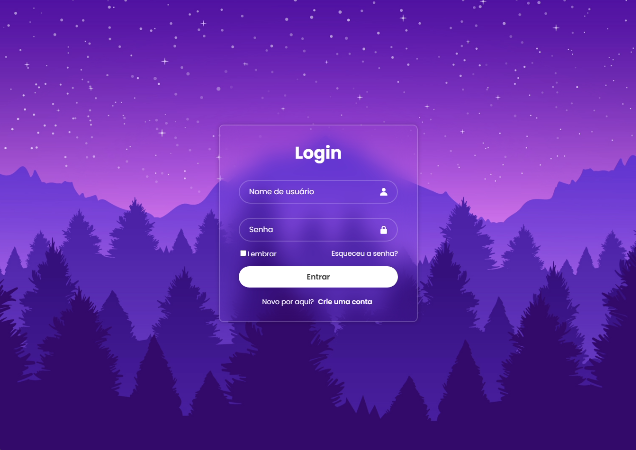 Login
Nome de usuário
Senha
Lembrar Esqueceu a senha?
Entrar
Novo por aqui? Crie uma conta